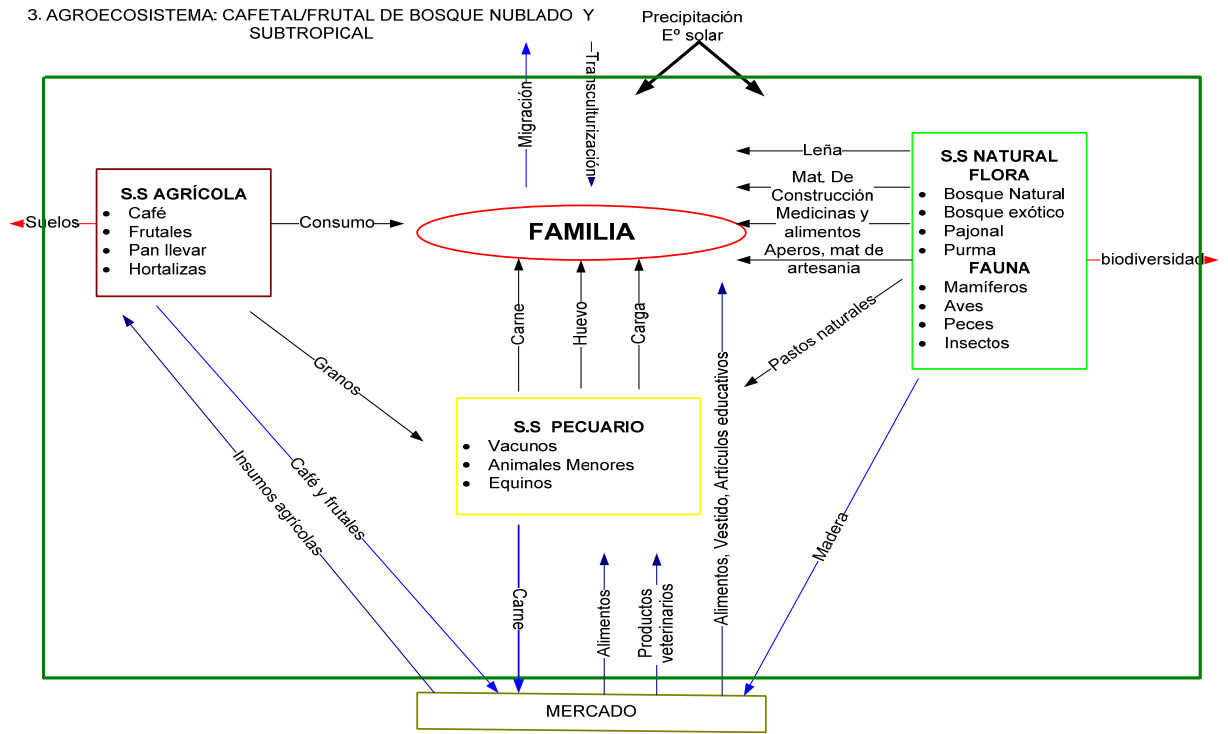 3. AGROECOSISTEMA: CAFETAL/FRUTAL DE BOSQUE NUBLADO Y
SUBTROPICAL
Precipitación
Eº solar
Migración
Transculturización
S.S AGRÍCOLA
• Café
• Frutales
• Pan llevar
• Hortalizas
Suelos
Consumo
FAMILIA
Leña
Mat. De
Construcción
Medicinas y
alimentos
Aperos, mat de
artesania
S.S NATURAL
FLORA
• Bosque Natural
• Bosque exótico
• Pajonal
• Purma
FAUNA
• Mamíferos
• Aves
• Peces
• Insectos
biodiversidad
Carne
Huevo
Carga
Pastos naturales
Granos
S.S PECUARIO
• Vacunos
• Animales Menores
• Equinos
Insumos agrícolas
Café y frutales
Carne
Alimentos
Productos
veterinarios
Alimentos, Vestido, Artículos educativos
Madera
MERCADO